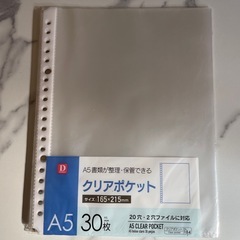 D
A5書類が整理・保管できる
クリアポケット
サイズ:165×215mm
A5 30枚
20穴・2穴ファイルに対応
A5 CLEAR POCKET